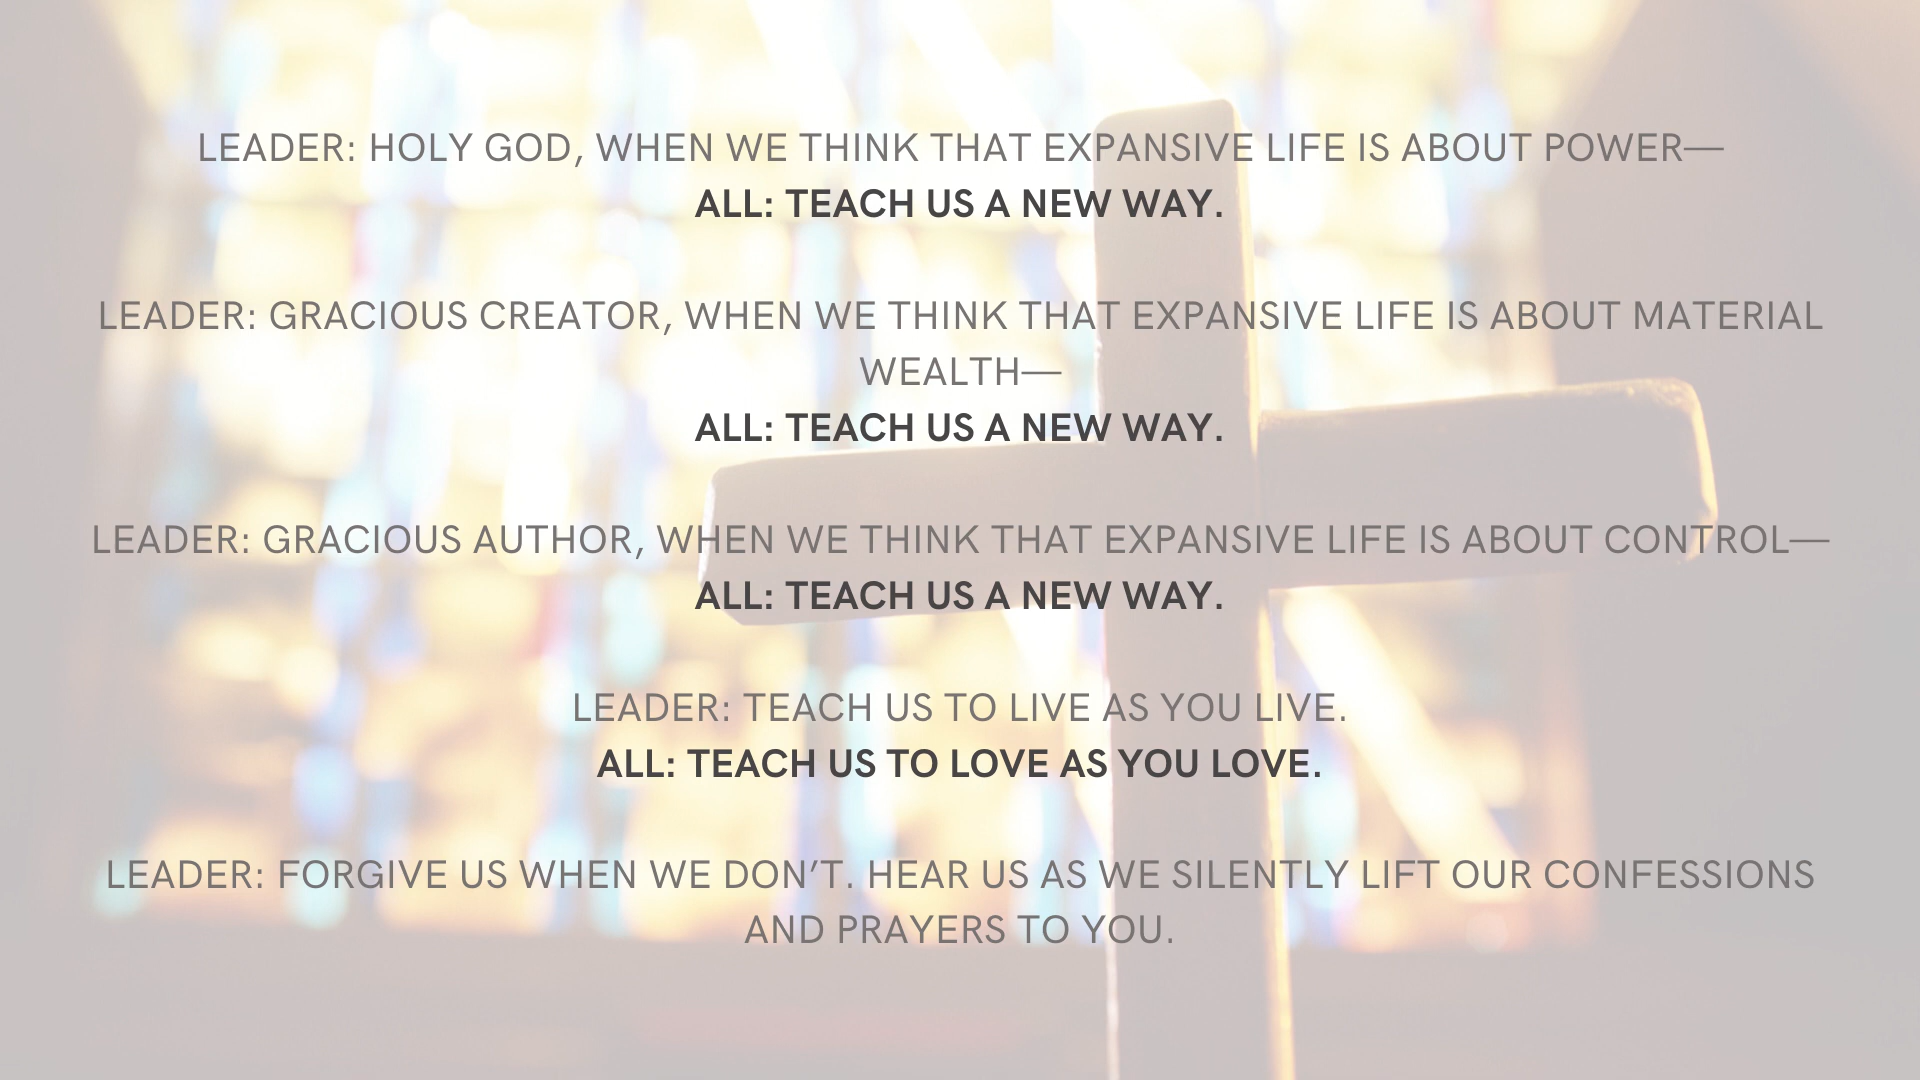 LEADER: HOLY GOD, WHEN WE THINK THAT EXPANSIVE LIFE IS ABOUT POWER—
ALL: TEACH US A NEW WAY.
LEADER: GRACIOUS CREATOR, WHEN WE THINK THAT EXPANSIVE LIFE IS ABOUT MATERIAL
WEALTH—
ALL: TEACH US A NEW WAY.
LEADER: GRACIOUS AUTHOR, WHEN WE THINK THAT EXPANSIVE LIFE IS ABOUT CONTROL—
ALL: TEACH US A NEW WAY.
LEADER: TEACH US TO LIVE AS YOU LIVE.
ALL: TEACH US TO LOVE AS YOU LOVE.
LEADER: FORGIVE US WHEN WE DON’T. HEAR US AS WE SILENTLY LIFT OUR CONFESSIONS
AND PRAYERS TO YOU.